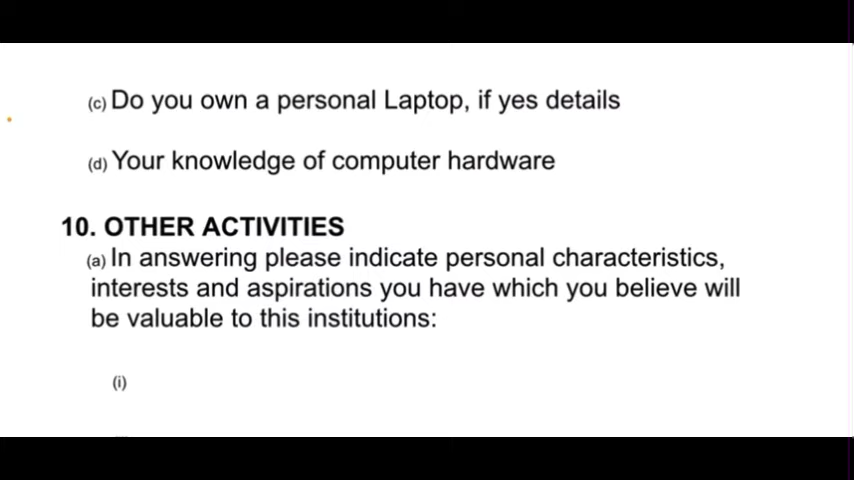 (c) Do you own a personal Laptop, if yes details
(d) Your knowledge of computer hardware
10. OTHER ACTIVITIES
(a) In answering please indicate personal characteristics,
interests and aspirations you have which you believe will
be valuable to this institutions:
(i)